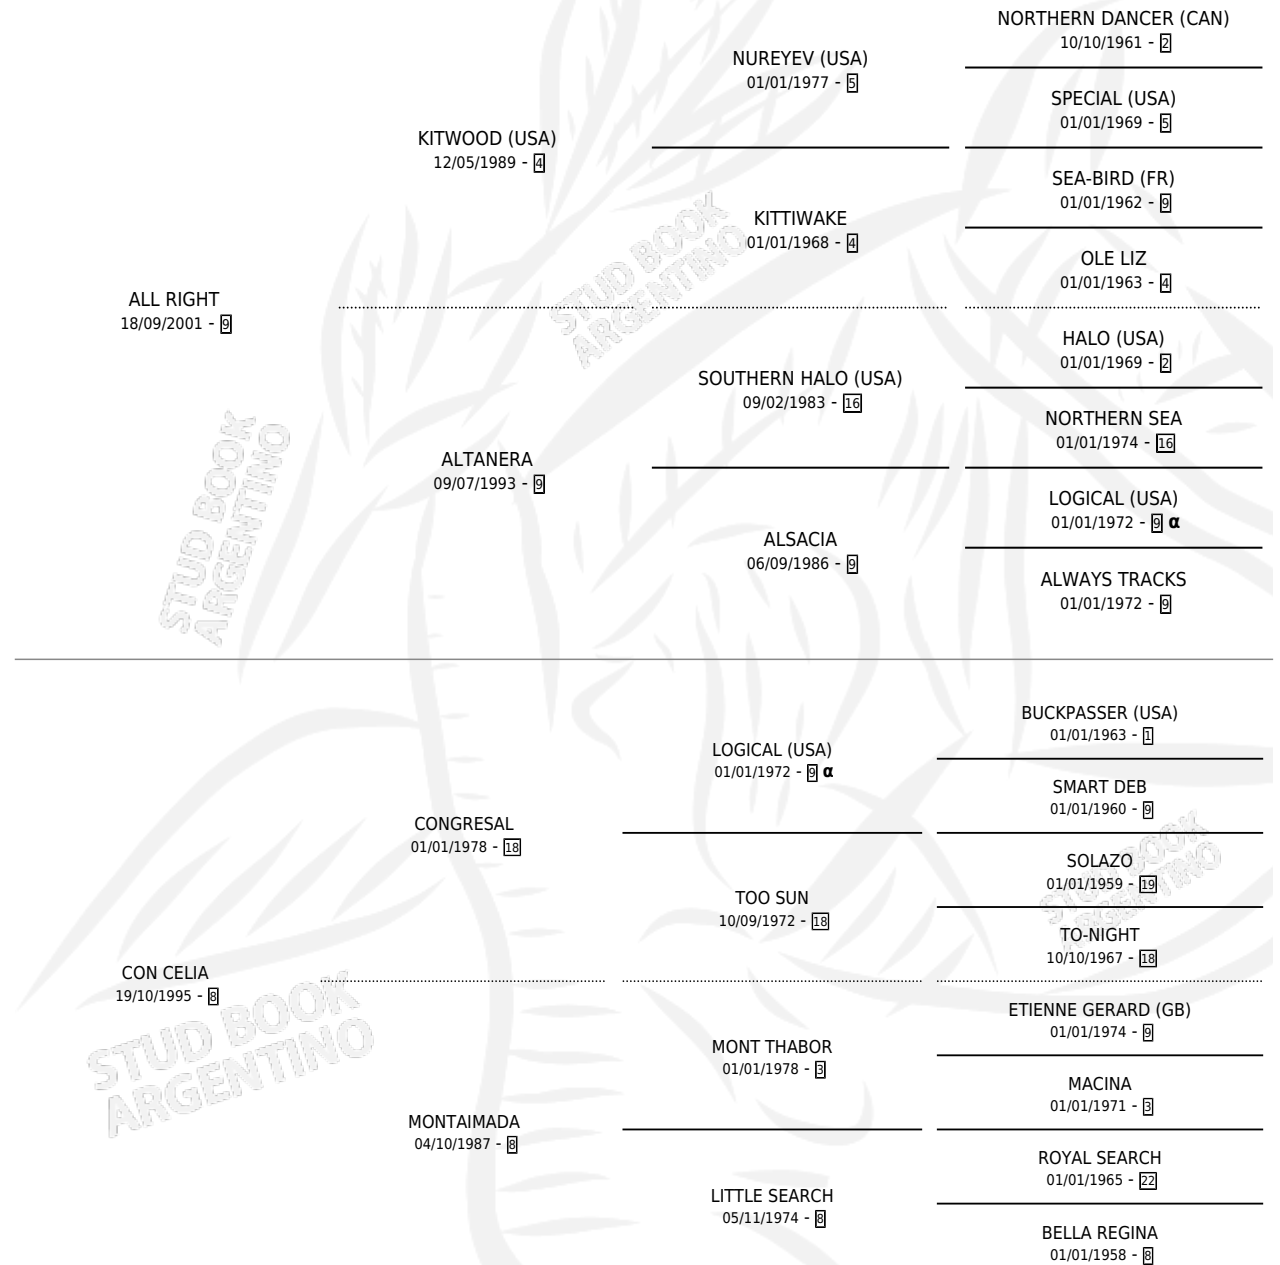 NORTHERN DANCER (CAN)
10/10/1961 - 2
NUREYEV (USA)
01/01/1977 - 5
SPECIAL (USA)
01/01/1969 - 5
KITWOOD (USA)
12/05/1989 - 4
SEA-BIRD (FR)
01/01/1962 - 9
KITTIWAKE
01/01/1968 - 4
OLE LIZ
01/01/1963 - 4
ALL RIGHT
18/09/2001 - 9
HALO (USA)
01/01/1969 - 2
SOUTHERN HALO (USA)
09/02/1983 - 16
NORTHERN SEA
01/01/1974 - 16
ALTANERA
09/07/1993 - 9
LOGICAL (USA)
01/01/1972 - 9 α
ALSACIA
06/09/1986 - 9
ALWAYS TRACKS
01/01/1972 - 9
STUD BOOK
ARGENTINO
STUD BOOK
ARGENTINO
BUCKPASSER (USA)
01/01/1963 - 1
LOGICAL (USA)
01/01/1972 - 9 α
SMART DEB
01/01/1960 - 9
CONGRESAL
01/01/1978 - 18
SOLAZO
01/01/1959 - 19
TOO SUN
10/09/1972 - 18
TO-NIGHT
10/10/1967 - 18
CON CELIA
19/10/1995 - 8
ETIENNE GERARD (GB)
01/01/1974 - 9
MONT THABOR
01/01/1978 - 3
MACINA
01/01/1971 - 3
MONTAIMADA
04/10/1987 - 8
ROYAL SEARCH
01/01/1965 - 22
LITTLE SEARCH
05/11/1974 - 8
BELLA REGINA
01/01/1958 - 8
STUD BOOK
ARGENTINO
STUD BOOK
ARGENTINO